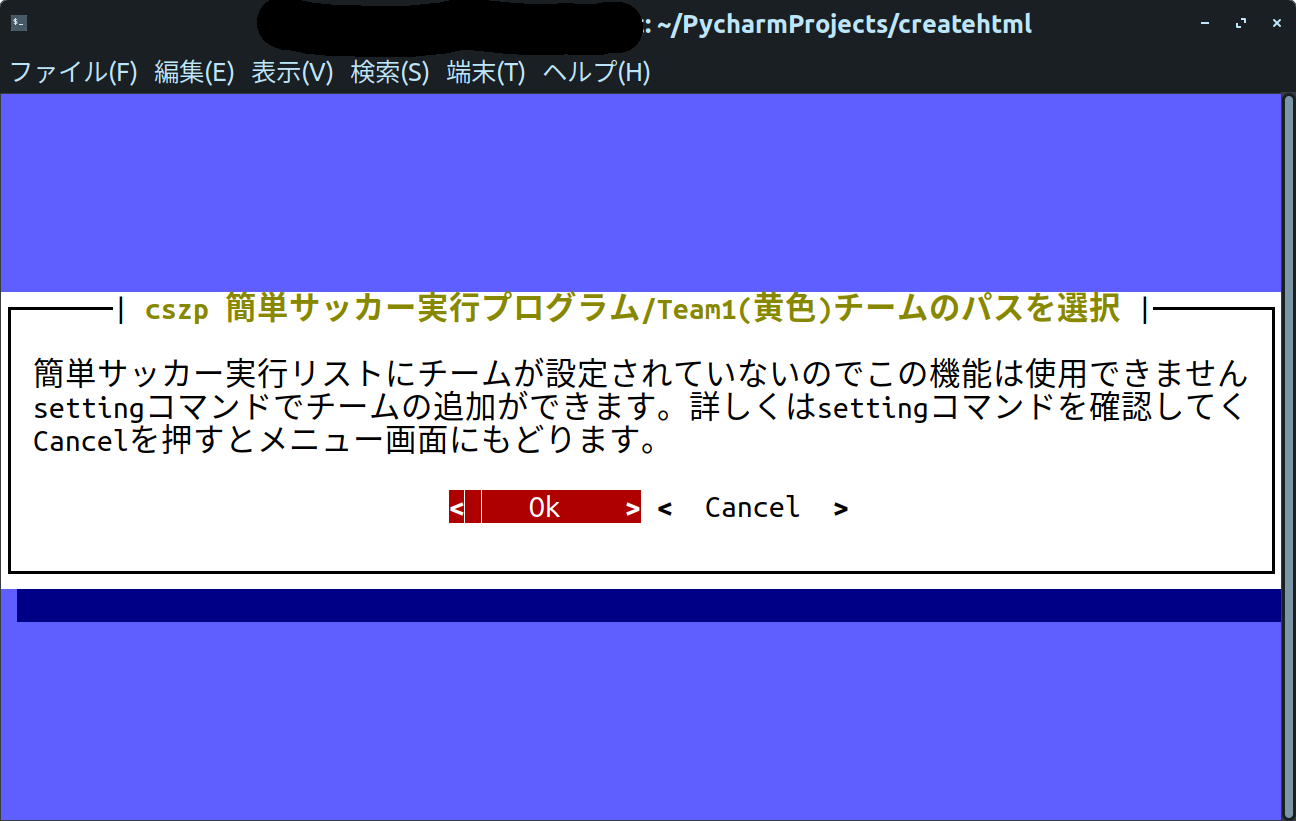 : ~/PycharmProjects/createhtml
ファイル(F) 編集(E) 表示(V) 検索(S) 端末(T) ヘルプ(H)
cszp 簡単サッカー実行プログラム/Team1(黄色)チームのパスを選択
簡単サッカー実行リストにチームが設定されていないのでこの機能は使用できません
settingコマンドでチームの追加ができます。詳しくはsettingコマンドを確認してく
Cancelを押すとメニュー画面にもどります。
< Ok > < Cancel >